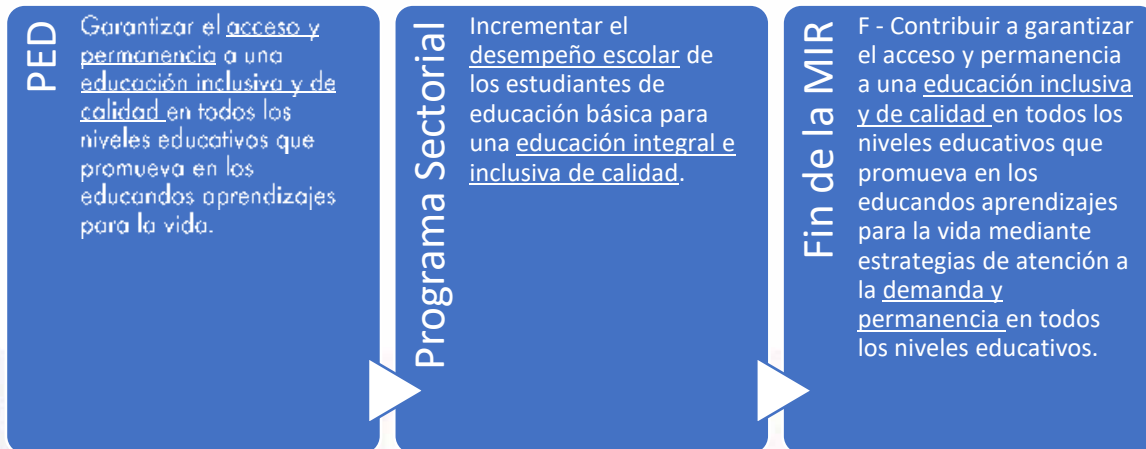 PED
Garantizar el acceso y
permanencia a una
educación inclusiva y de
calidad en todos los
niveles educativos que
promueva en los
educandos aprendizajes
para la vida.
Programa Sectorial
Incrementar el
desempeño escolar de
los estudiantes de
educación básica para
una educación integral e
inclusiva de calidad.
Fin de la MIR
F - Contribuir a garantizar
el acceso y permanencia
a una educación inclusiva
y de calidad en todos los
niveles educativos que
promueva en los
educandos aprendizajes
para la vida mediante
estrategias de atención a
la demanda y
permanencia en todos
los niveles educativos.